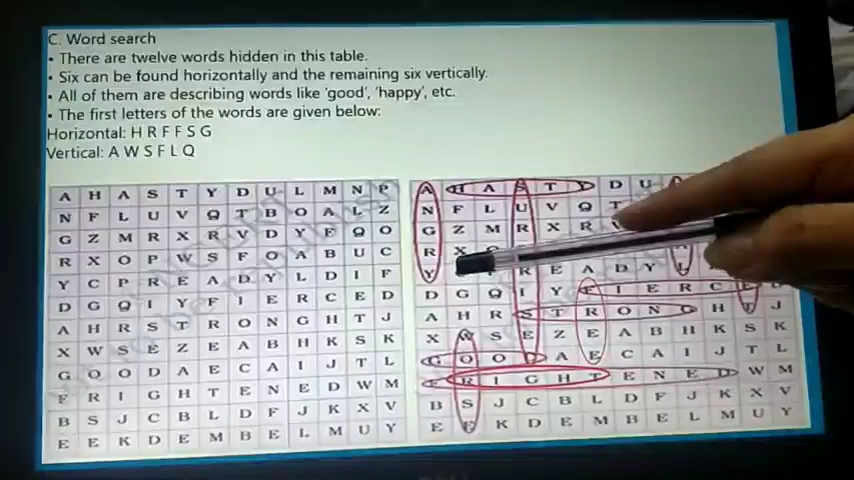 C. Word search
• There are twelve words hidden in this table.
• Six can be found horizontally and the remaining six vertically.
• All of them are describing words like 'good', 'happy', etc.
• The first letters of the words are given below:
Horizontal: H R F F S G
Vertical: A W S F L Q
A H A S T Y D U L M N P
N F L U V Q T B O A L Z
G Z M R X R V D Y F Q O
R X O P W S F O A B U C
Y C P R E A D Y L D I F
D G Q I Y F I E R C E D
A H R S T R O N G H T J
X W S E Z E A B H K S K
G O O D A E C A I J T L
F R I G H T E N E D W M
B S J C B L D F J K X V
E E K D E M B E L M U Y
A H A S T Y D U
N F L U V Q T
G Z M R X R V
R X
Y R E A D Y L
D G Q I Y F I E R C E
A H R S T R O N G H T J
X W S E Z E A B H K S K
G O O D A E C A I J T L
F R I G H T E N E D W M
B S J C B L D F J K X V
E E K D E M B E L M U Y